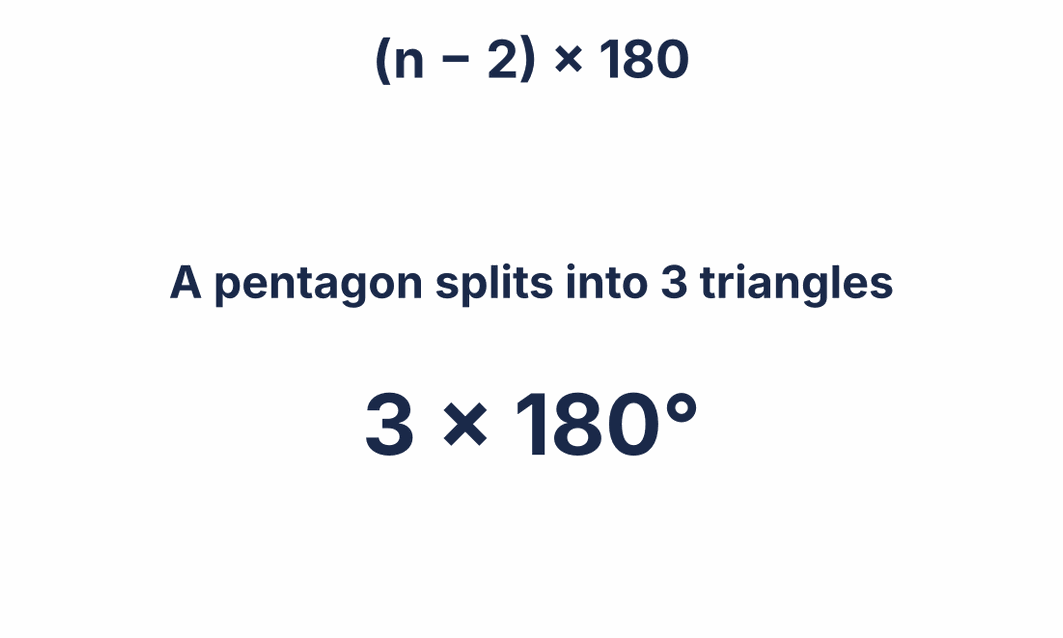 (n − 2) × 180
A pentagon splits into 3 triangles
3 × 180°